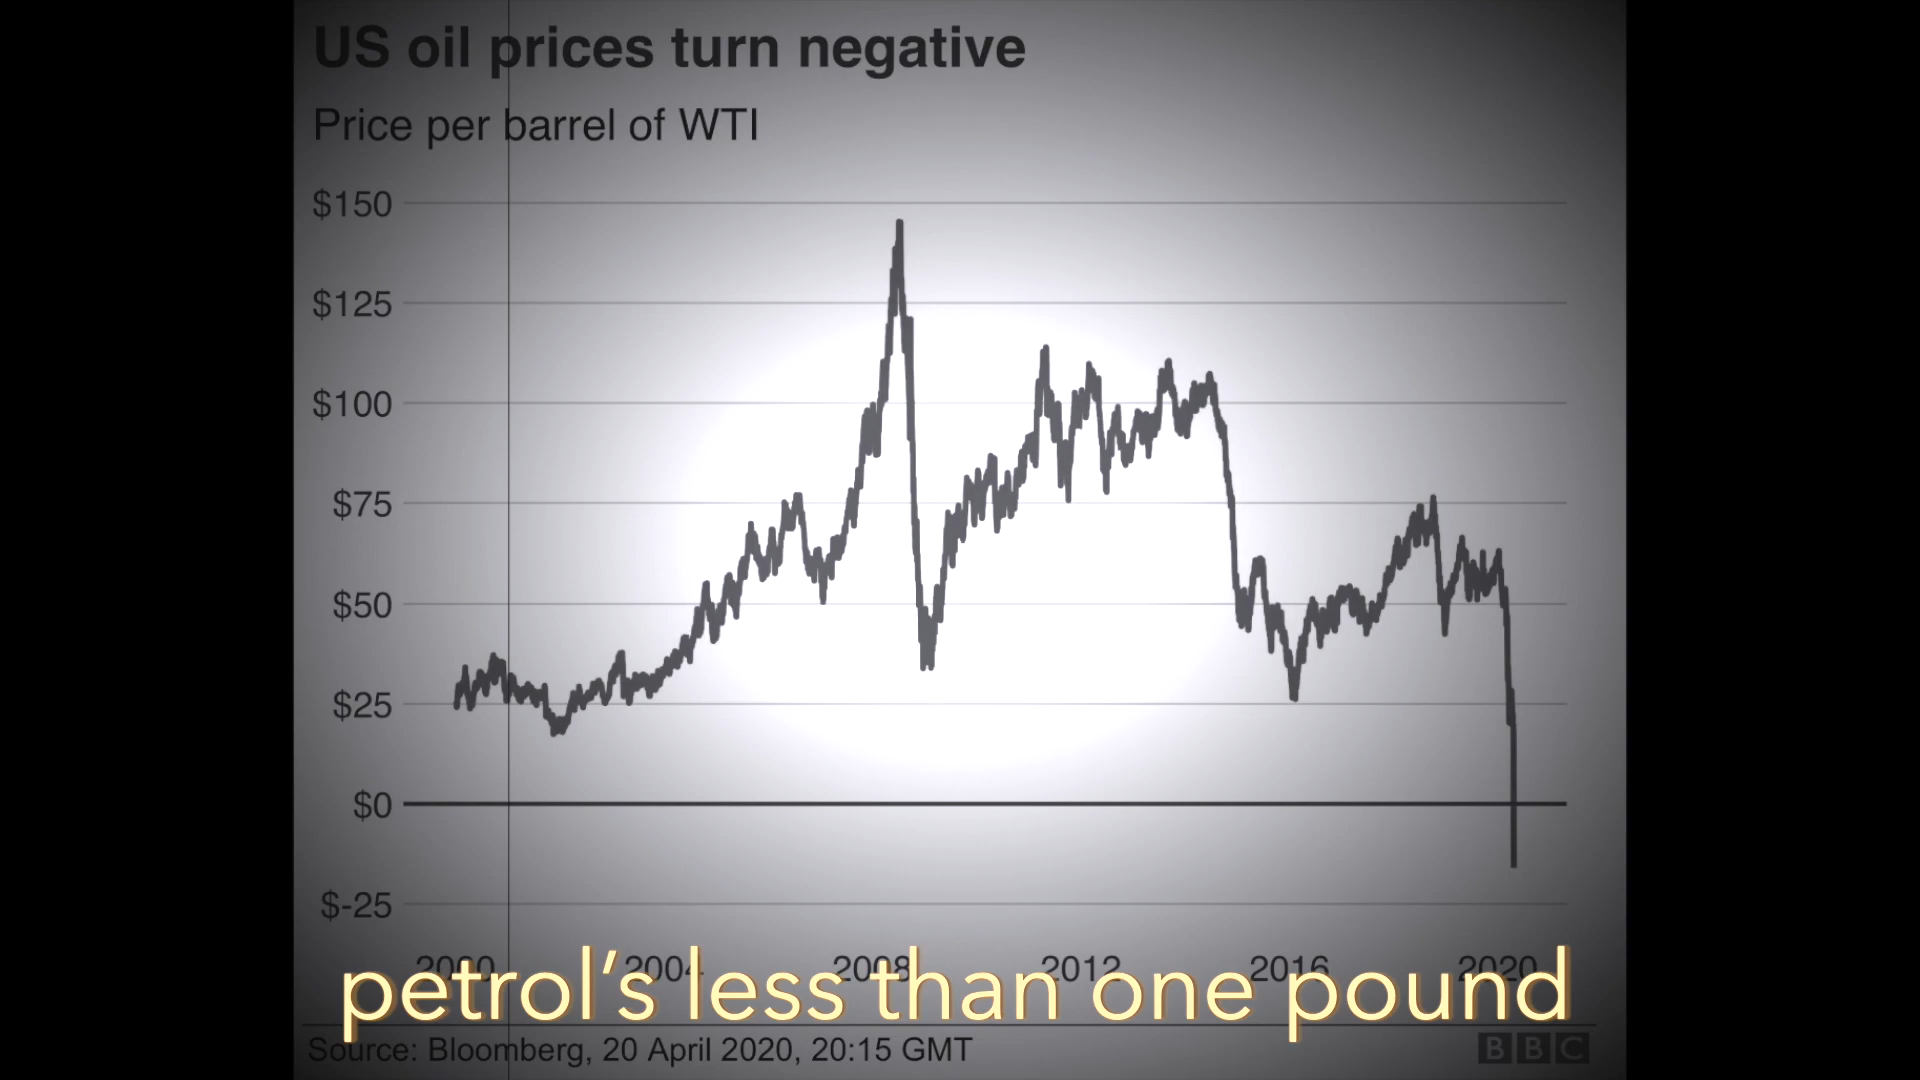 US oil prices turn negative
Price per barrel of WTI
$150
$125
$100
$75
$50
$25
$0
$-25
2000 2004 2008 2012 2016 2020
petrol's less than one pound
Source: Bloomberg, 20 April 2020, 20:15 GMT
BBC